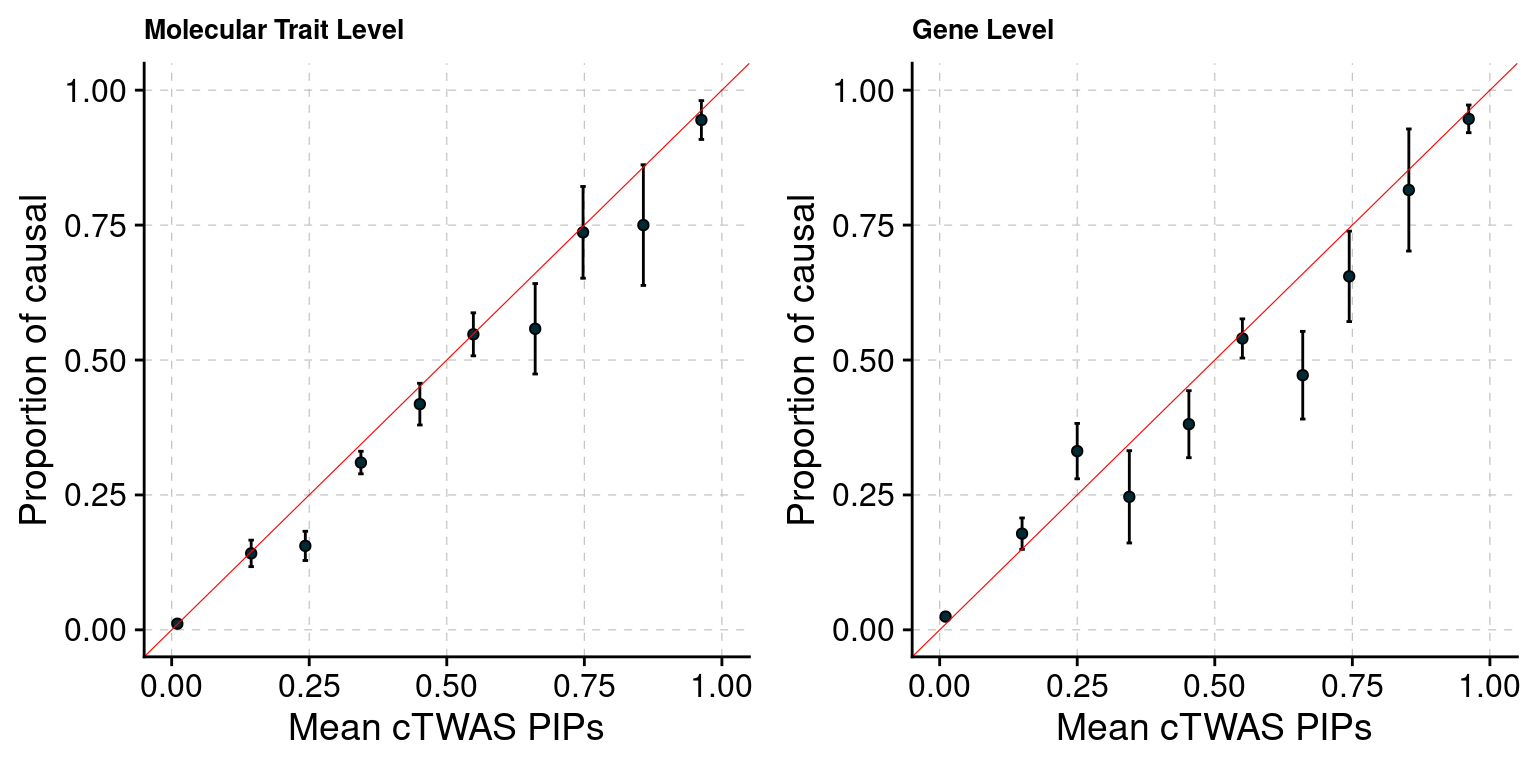 Molecular Trait Level
Proportion of causal
1.00
0.75
0.50
0.25
0.00
0.00 0.25 0.50 0.75 1.00
Mean cTWAS PIPs
Gene Level
Proportion of causal
1.00
0.75
0.50
0.25
0.00
0.00 0.25 0.50 0.75 1.00
Mean cTWAS PIPs